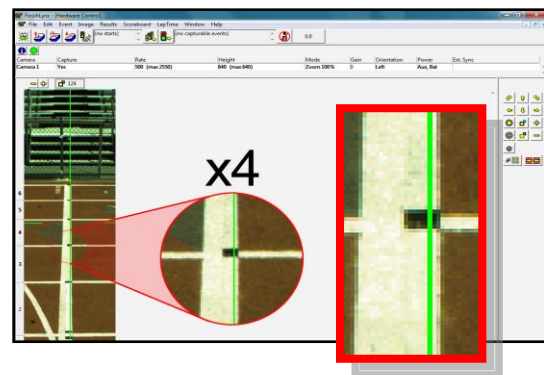 FinishLynx - [Hardware Control]
File Edit Event Image Results Scoreboard LapTime Window Help
(no starts)
(no capturable events)
0.0
Camera Capture Rate Height Mode Gain Orientation Power Ext. Sync
Camera 1 Yes 500 (max 2550) 640 (max 640) Zoom 100% 0 Left Aux, Bat
124
x4
6
5
4
3
2